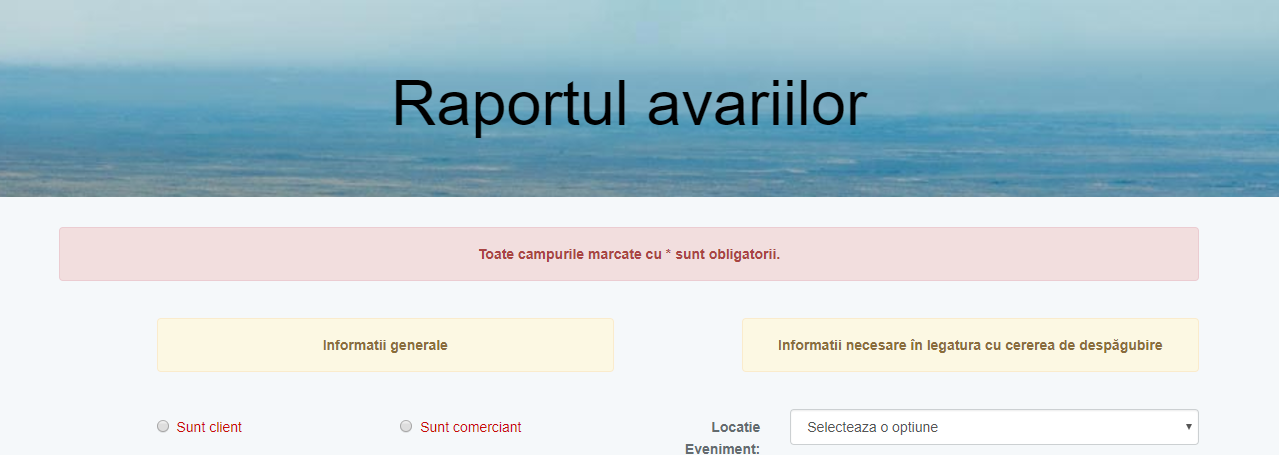 Raportul avariilor
Toate campurile marcate cu * sunt obligatorii.
Informatii generale
Informatii necesare în legatura cu cererea de despăgubire
Sunt client
Sunt comerciant
Locatie
Eveniment:
Selecteaza o optiune